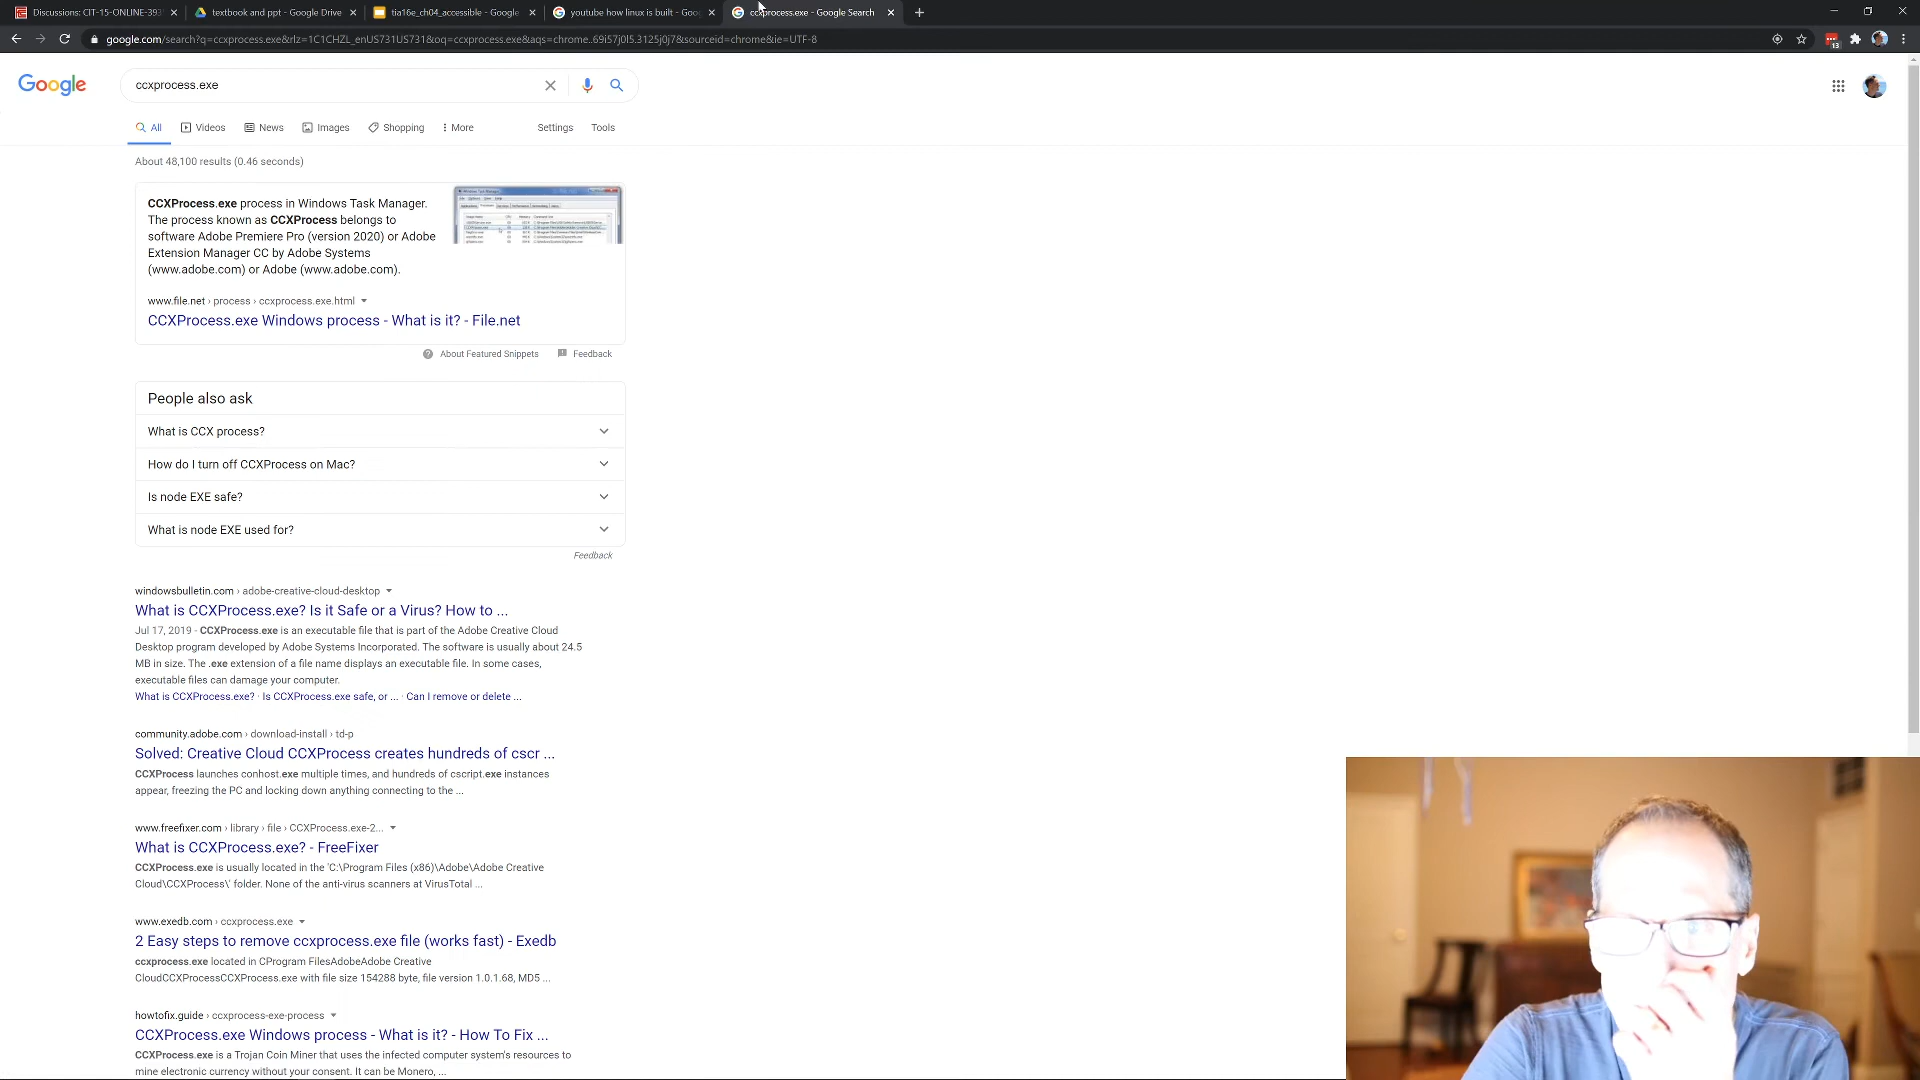 Discussions: CIT-15-ONLINE-393
textbook and ppt - Google Drive
tia16e_ch04_accessible - Google
youtube how linux is built - Goo
ccxprocess.exe - Google Search
google.com/search?q=ccxprocess.exe&rlz=1C1CHZL_enUS731US731&oq=ccxprocess.exe&aqs=chrome..69i57j0l5.3125j0j7&sourceid=chrome&ie=UTF-8
13
Google
ccxprocess.exe
All
Videos
News
Images
Shopping
More
Settings
Tools
About 48,100 results (0.46 seconds)
CCXProcess.exe process in Windows Task Manager.
The process known as CCXProcess belongs to
software Adobe Premiere Pro (version 2020) or Adobe
Extension Manager CC by Adobe Systems
(www.adobe.com) or Adobe (www.adobe.com).
www.file.net › process › ccxprocess.exe.html
CCXProcess.exe Windows process - What is it? - File.net
About Featured Snippets
Feedback
People also ask
What is CCX process?
How do I turn off CCXProcess on Mac?
Is node EXE safe?
What is node EXE used for?
Feedback
windowsbulletin.com › adobe-creative-cloud-desktop
What is CCXProcess.exe? Is it Safe or a Virus? How to ...
Jul 17, 2019 - CCXProcess.exe is an executable file that is part of the Adobe Creative Cloud
Desktop program developed by Adobe Systems Incorporated. The software is usually about 24.5
MB in size. The .exe extension of a file name displays an executable file. In some cases,
executable files can damage your computer.
What is CCXProcess.exe? · Is CCXProcess.exe safe, or ... · Can I remove or delete ...
community.adobe.com › download-install › td-p
Solved: Creative Cloud CCXProcess creates hundreds of cscr ...
CCXProcess launches conhost.exe multiple times, and hundreds of cscript.exe instances
appear, freezing the PC and locking down anything connecting to the ...
www.freefixer.com › library › file › CCXProcess.exe-2...
What is CCXProcess.exe? - FreeFixer
CCXProcess.exe is usually located in the 'C:\Program Files (x86)\Adobe\Adobe Creative
Cloud\CCXProcess\' folder. None of the anti-virus scanners at VirusTotal ...
www.exedb.com › ccxprocess.exe
2 Easy steps to remove ccxprocess.exe file (works fast) - Exedb
ccxprocess.exe located in CProgram FilesAdobeAdobe Creative
CloudCCXProcessCCXProcess.exe with file size 154288 byte, file version 1.0.1.68, MD5 ...
howtofix.guide › ccxprocess-exe-process
CCXProcess.exe Windows process - What is it? - How To Fix ...
CCXProcess.exe is a Trojan Coin Miner that uses the infected computer system's resources to
mine electronic currency without your consent. It can be Monero, ...